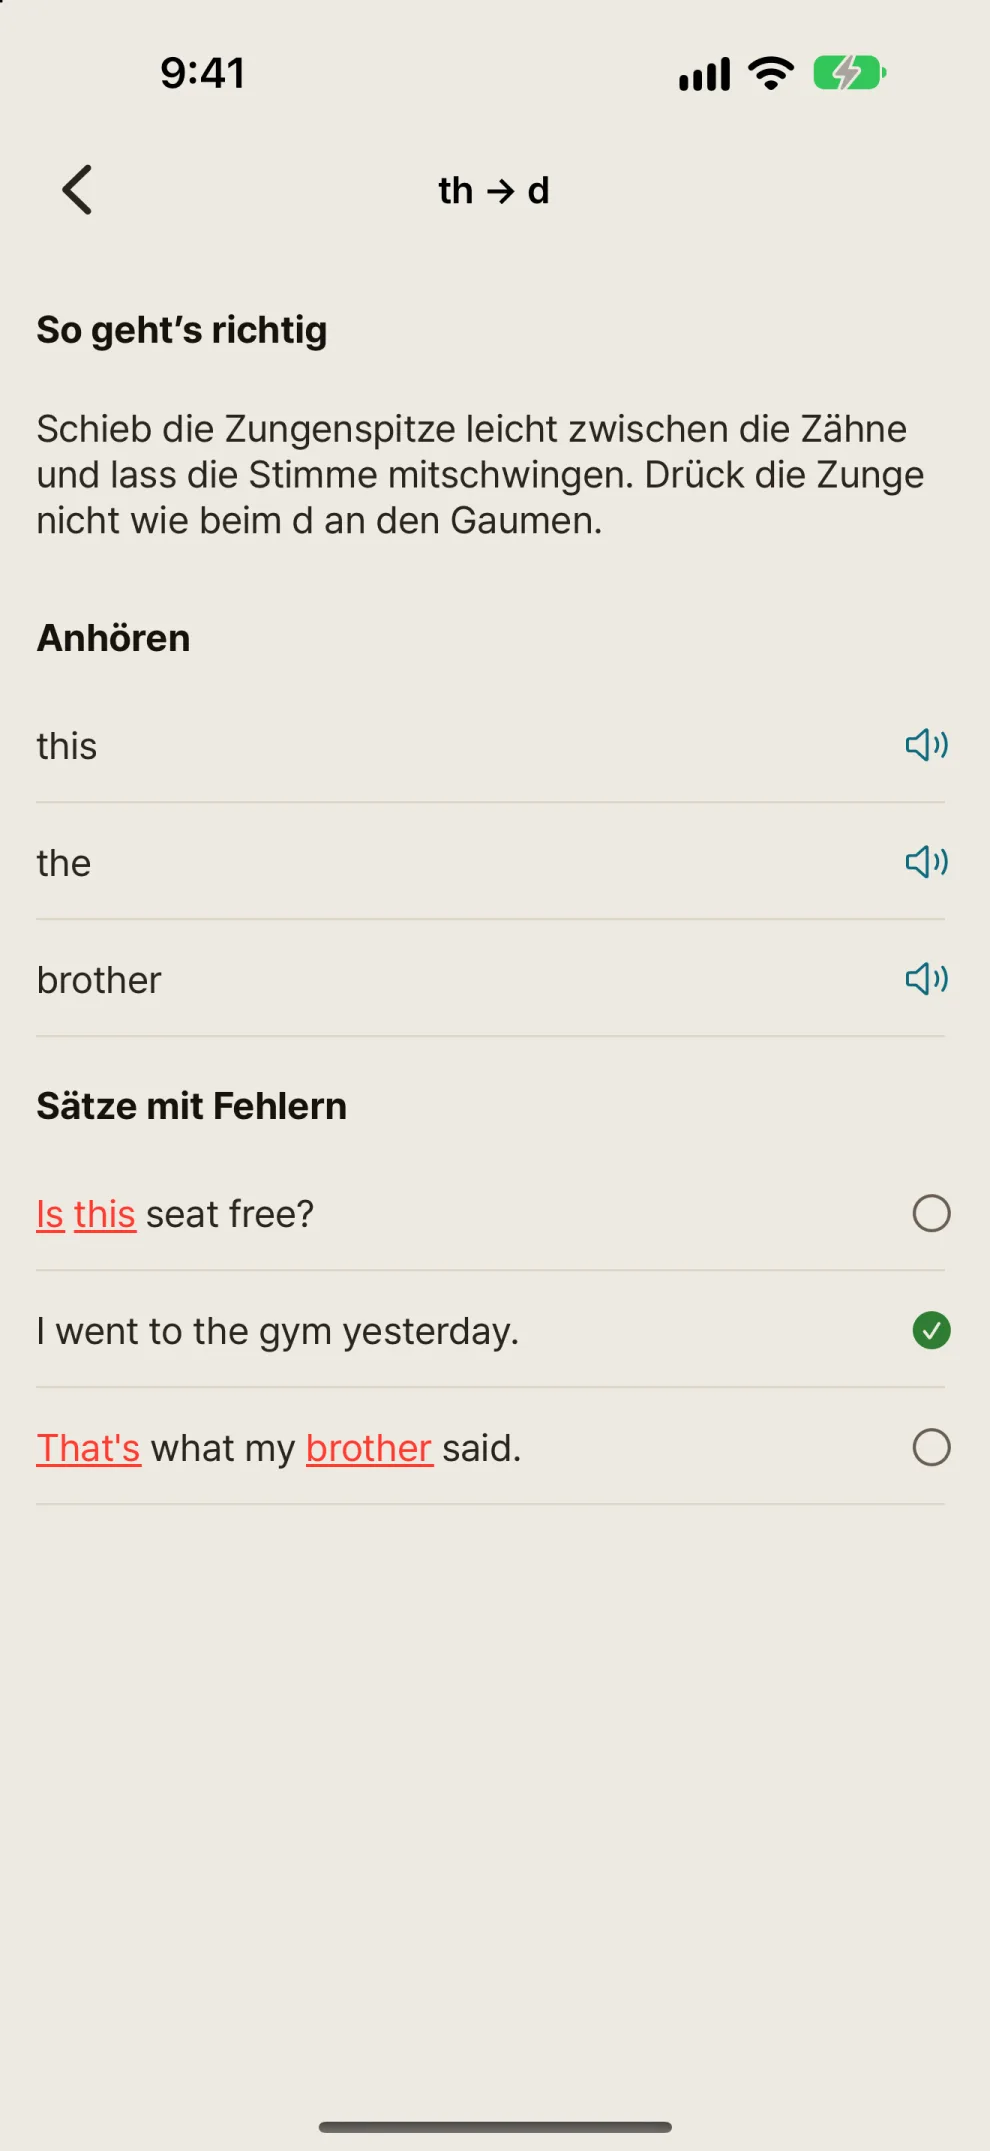 9:41
th → d
So geht’s richtig
Schieb die Zungenspitze leicht zwischen die Zähne
und lass die Stimme mitschwingen. Drück die Zunge
nicht wie beim d an den Gaumen.
Anhören
this
the
brother
Sätze mit Fehlern
Is this seat free?
I went to the gym yesterday.
That's what my brother said.